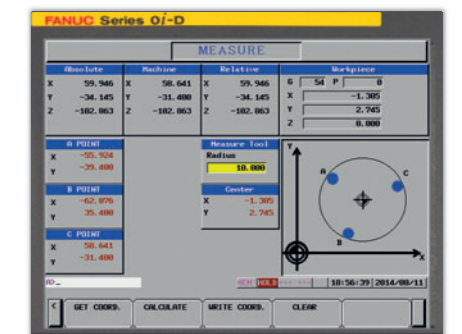 FANUC Series 0i-D
MEASURE
Absolute Machine Relative Workpiece
X 59.946 X 58.641 X 59.946 G 54 P 0
Y -34.145 Y -31.400 Y -34.145 X -1.305
Z -102.863 Z -102.863 Z -102.863 Y 2.745
Z 0.000
A POINT Measure Tool
X -55.924 Radius
Y -39.400 10.000
B POINT Center
X -62.076 X -1.305
Y 35.400 Y 2.745
C POINT
X 58.641
Y -31.400
Y
A
C
B
X
A>_ MEM HOLD *** *** 10:56:39 2014/08/11
< GET COORD. CALCULATE WRITE COORD. CLEAR